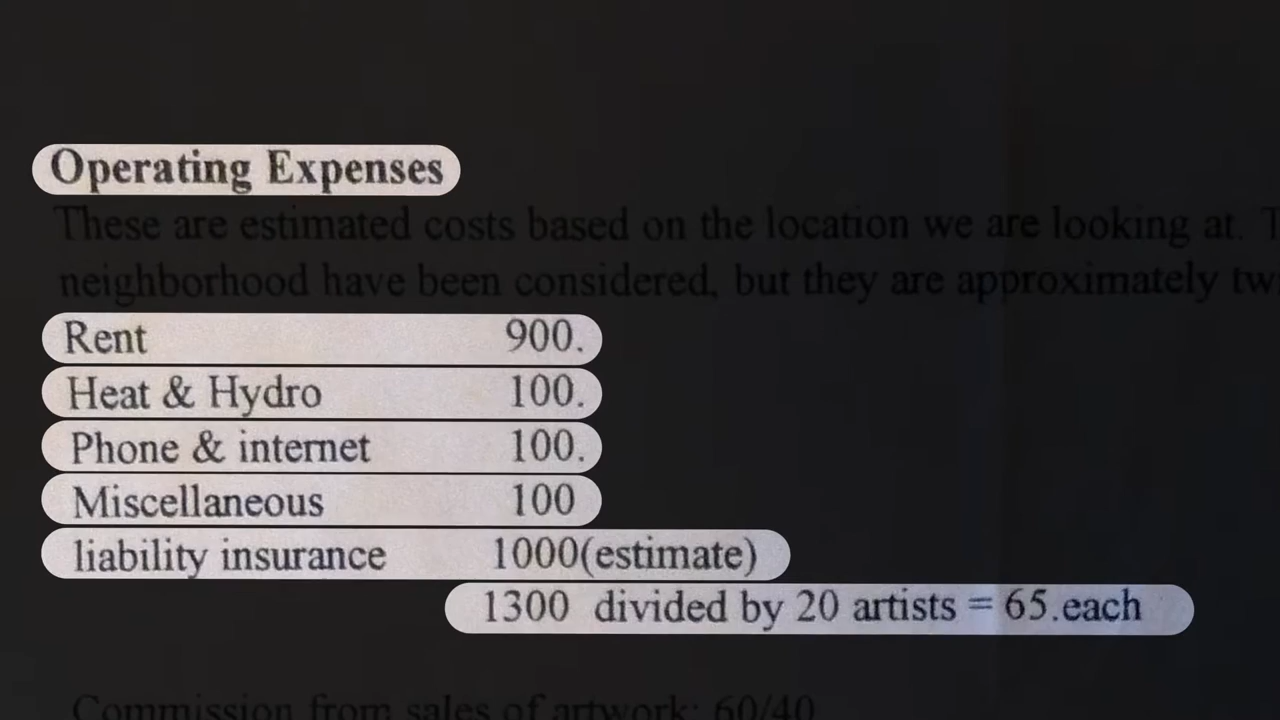 Operating Expenses
These are estimated costs based on the location we are looking at.
neighborhood have been considered, but they are approximately
Rent 900.
Heat & Hydro 100.
Phone & internet 100.
Miscellaneous 100
liability insurance 1000(estimate)
1300 divided by 20 artists = 65.each
Commission from sales of artwork: 60/40